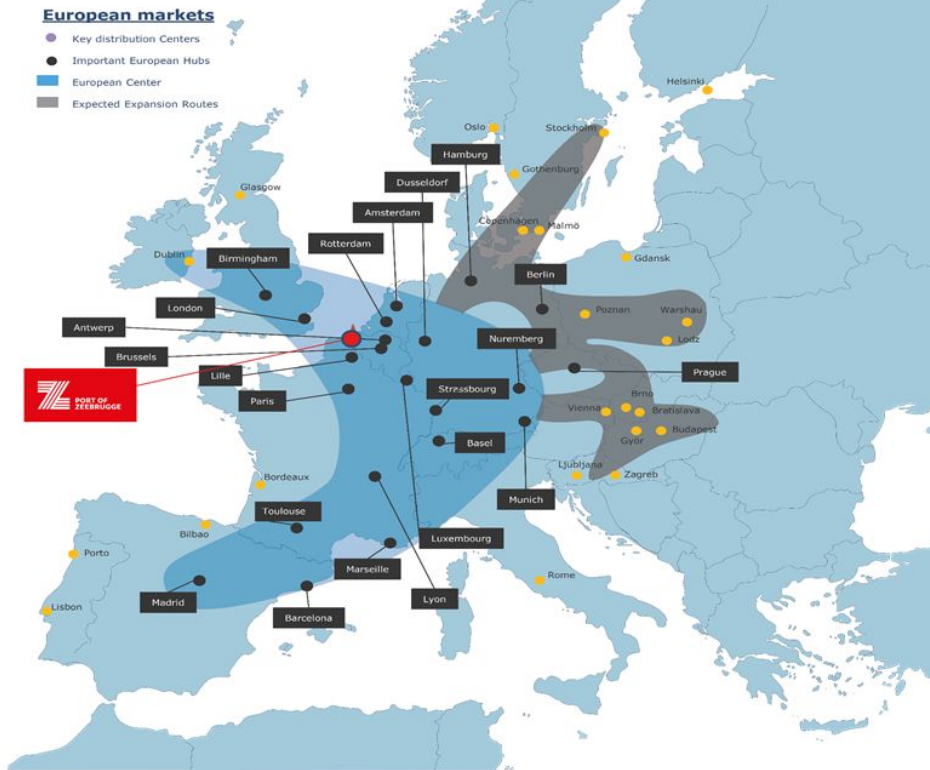 European markets
Key distribution Centers
Important European Hubs
European Center
Expected Expansion Routes
Helsinki
Oslo
Stockholm
Hamburg
Gothenburg
Dusseldorf
Glasgow
Amsterdam
Copenhagen
Malmö
Rotterdam
Dublin
Birmingham
Gdansk
Berlin
London
Poznan
Warshau
Antwerp
Nuremberg
Lodz
Brussels
Lille
Prague
PORT OF
ZEEBRUGGE
Paris
Strassbourg
Brno
Vienna
Bratislava
Györ
Budapest
Basel
Ljubljana
Zagreb
Bordeaux
Munich
Toulouse
Bilbao
Luxembourg
Porto
Marseille
Rome
Madrid
Lyon
Lisbon
Barcelona